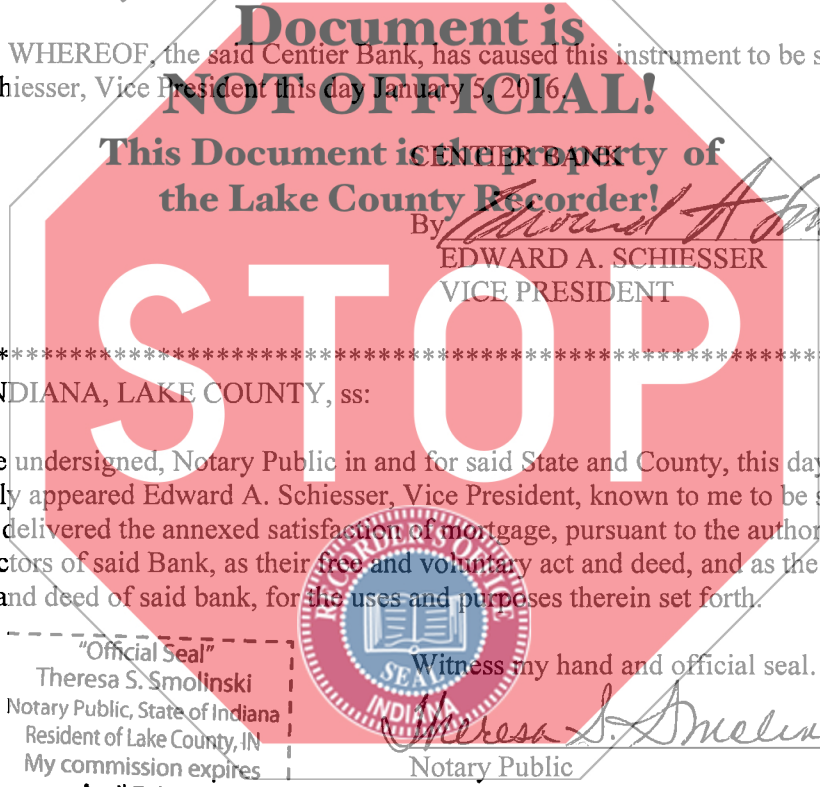 Document is
WHEREOF, the said Centier Bank, has caused this instrument to be s
NOT OFFICIAL!
hiesser, Vice President this day January 5, 2016.
This Document is the property of
CENTIER BANK
the Lake County Recorder!
By
EDWARD A. SCHIESSER
VICE PRESIDENT
STOP
NDIANA, LAKE COUNTY, ss:
e undersigned, Notary Public in and for said State and County, this day
ly appeared Edward A. Schiesser, Vice President, known to me to be s
delivered the annexed satisfaction of mortgage, pursuant to the author
ctors of said Bank, as their free and voluntary act and deed, and as the
and deed of said bank, for the uses and purposes therein set forth.
RECORDER'S OFFICE
SEAL
INDIANA
"Official Seal"
Theresa S. Smolinski
Notary Public, State of Indiana
Resident of Lake County, IN
My commission expires
Witness my hand and official seal.
Theresa S. Smolin
Notary Public